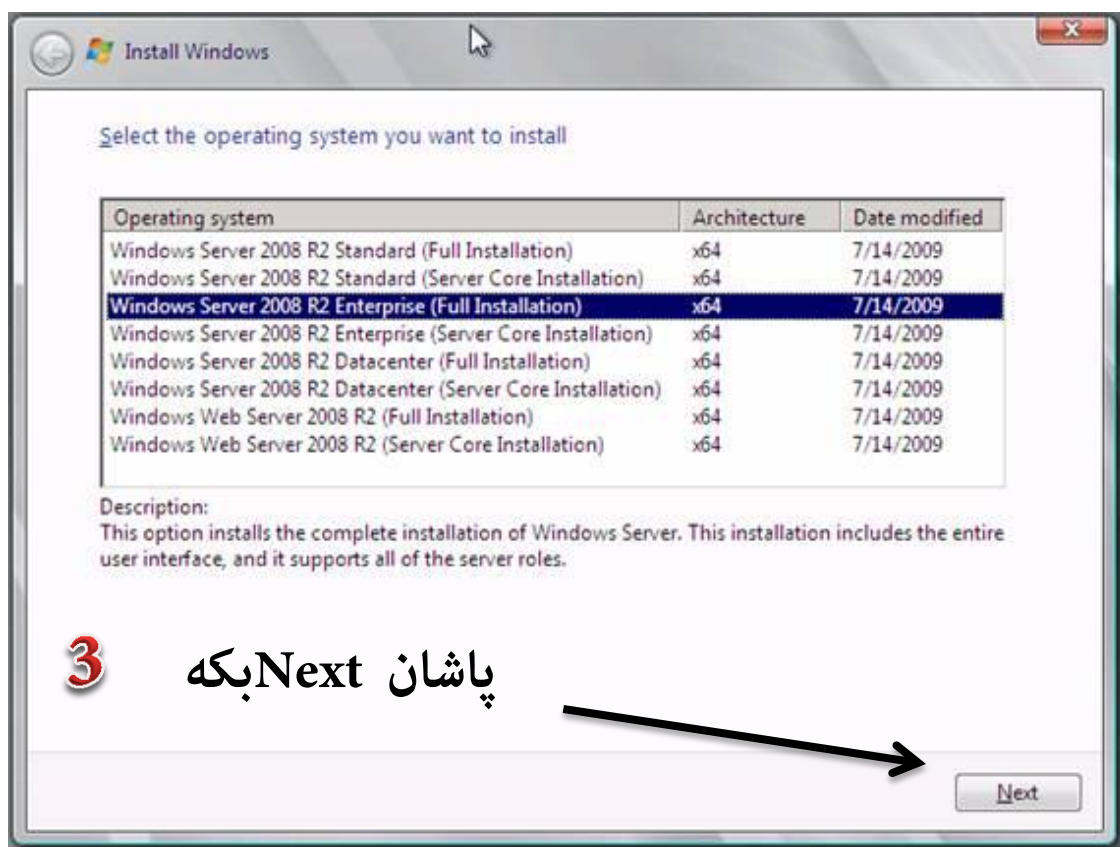 Install Windows
Select the operating system you want to install
Operating system Architecture Date modified
Windows Server 2008 R2 Standard (Full Installation) x64 7/14/2009
Windows Server 2008 R2 Standard (Server Core Installation) x64 7/14/2009
Windows Server 2008 R2 Enterprise (Full Installation) x64 7/14/2009
Windows Server 2008 R2 Enterprise (Server Core Installation) x64 7/14/2009
Windows Server 2008 R2 Datacenter (Full Installation) x64 7/14/2009
Windows Server 2008 R2 Datacenter (Server Core Installation) x64 7/14/2009
Windows Web Server 2008 R2 (Full Installation) x64 7/14/2009
Windows Web Server 2008 R2 (Server Core Installation) x64 7/14/2009
Description:
This option installs the complete installation of Windows Server. This installation includes the entire
user interface, and it supports all of the server roles.
3 پاشان Nextبکه
Next